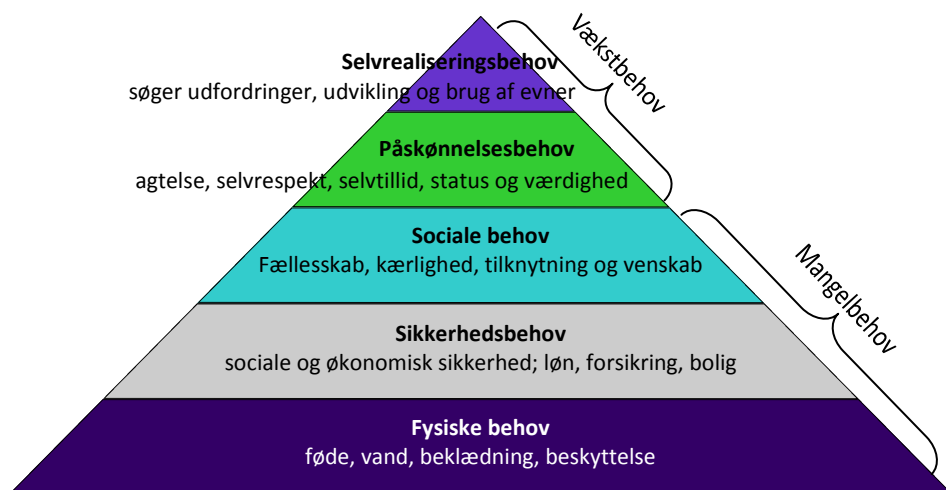 Selvrealiseringsbehov
søger udfordringer, udvikling og brug af evner
Vækstbehov
Påskønnelsesbehov
agtelse, selvrespekt, selvtillid, status og værdighed
Sociale behov
Fællesskab, kærlighed, tilknytning og venskab
Mangelbehov
Sikkerhedsbehov
sociale og økonomisk sikkerhed; løn, forsikring, bolig
Fysiske behov
føde, vand, beklædning, beskyttelse